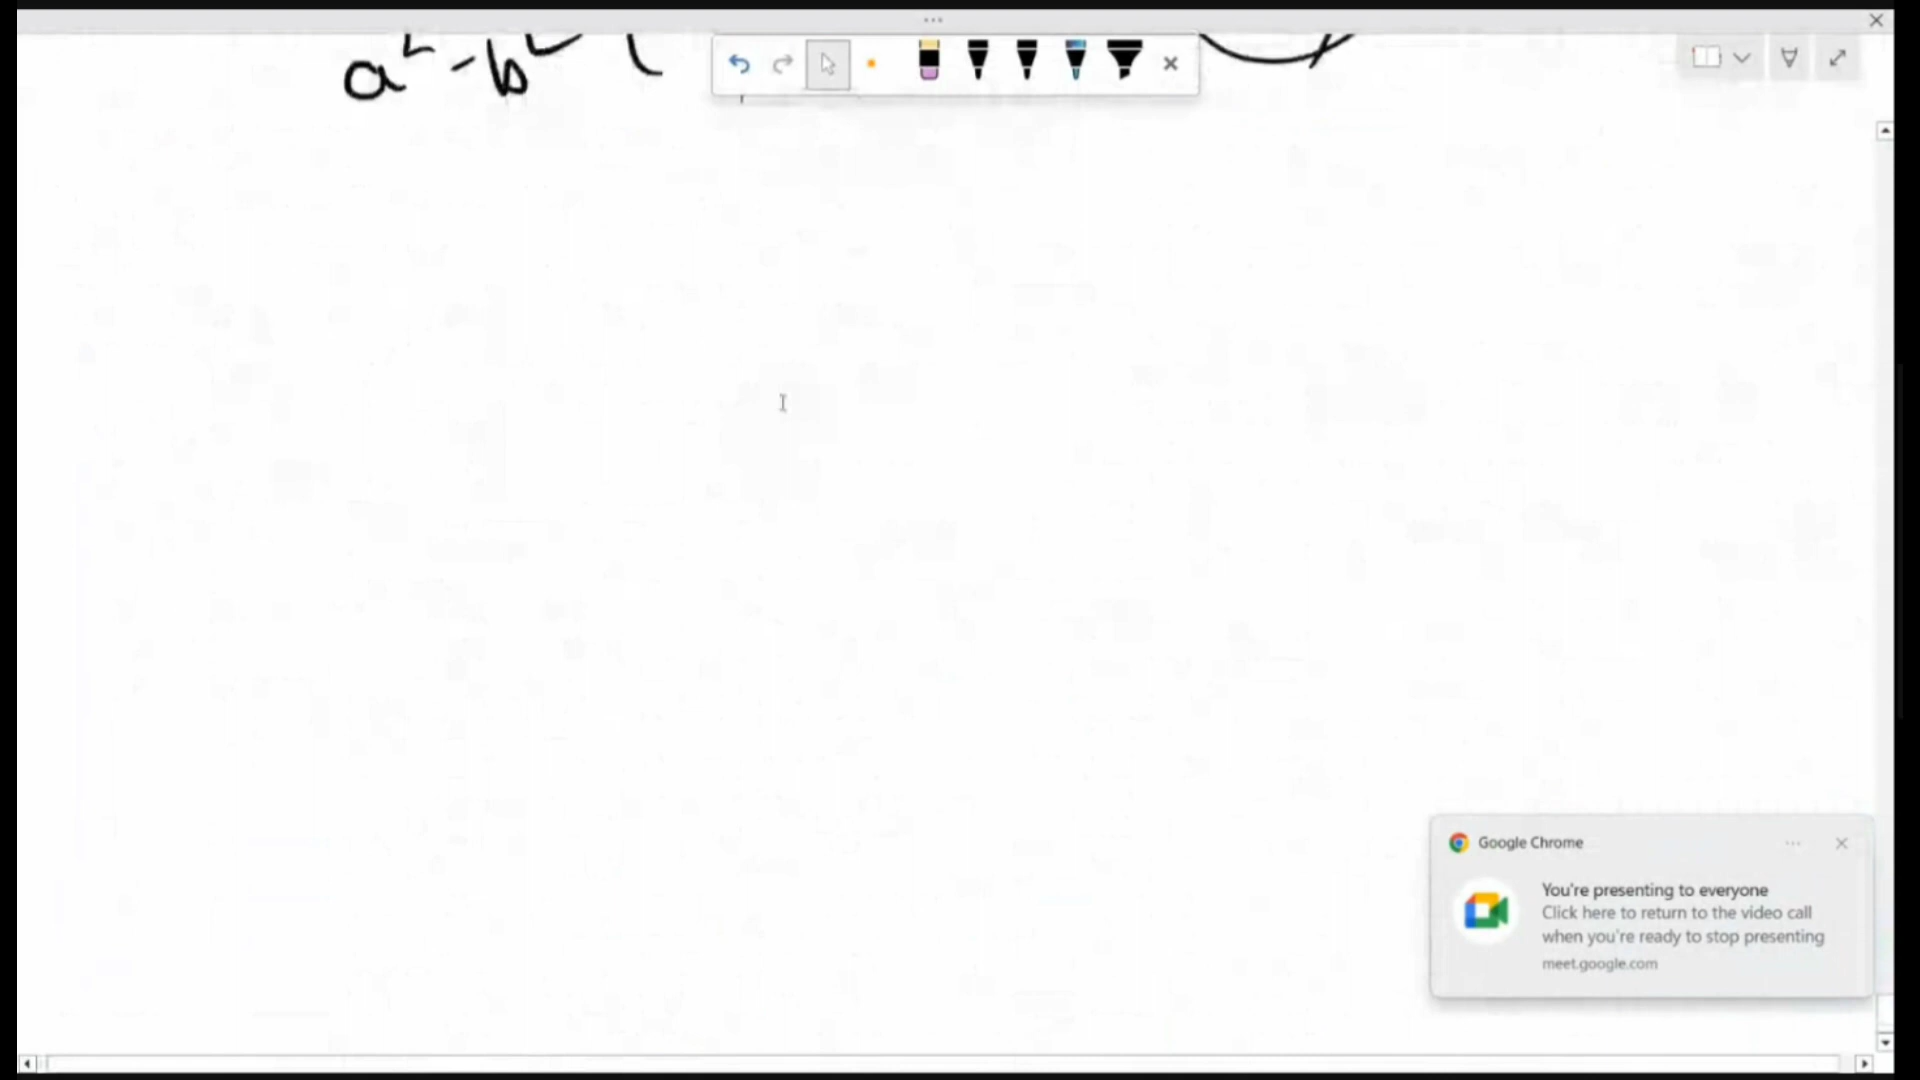 a² - b²
Google Chrome
You're presenting to everyone
Click here to return to the video call
when you're ready to stop presenting
meet.google.com